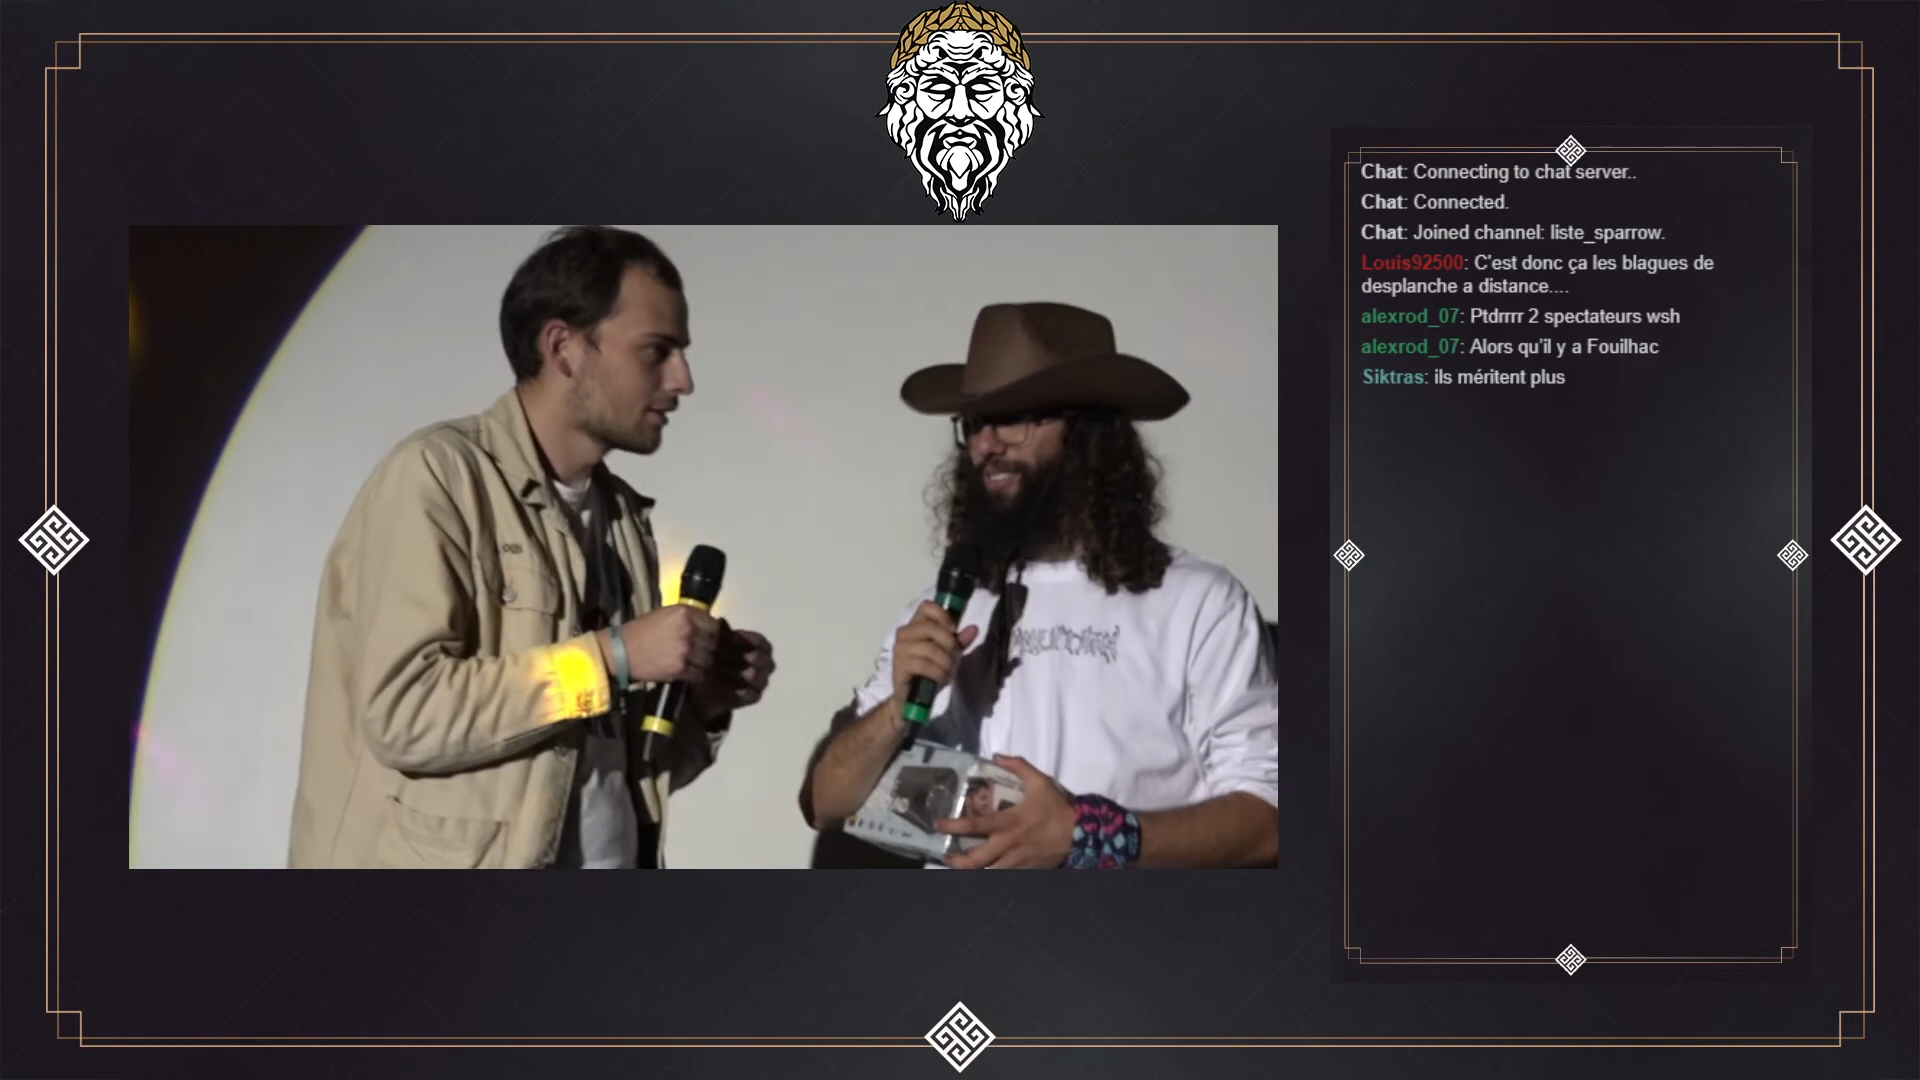 Chat: Connecting to chat server..
Chat: Connected.
Chat: Joined channel: liste_sparrow.
Louis92500: C'est donc ça les blagues de
desplanche a distance....
alexrod_07: Ptdrrrr 2 spectateurs wsh
alexrod_07: Alors qu'il y a Fouilhac
Siktras: ils méritent plus